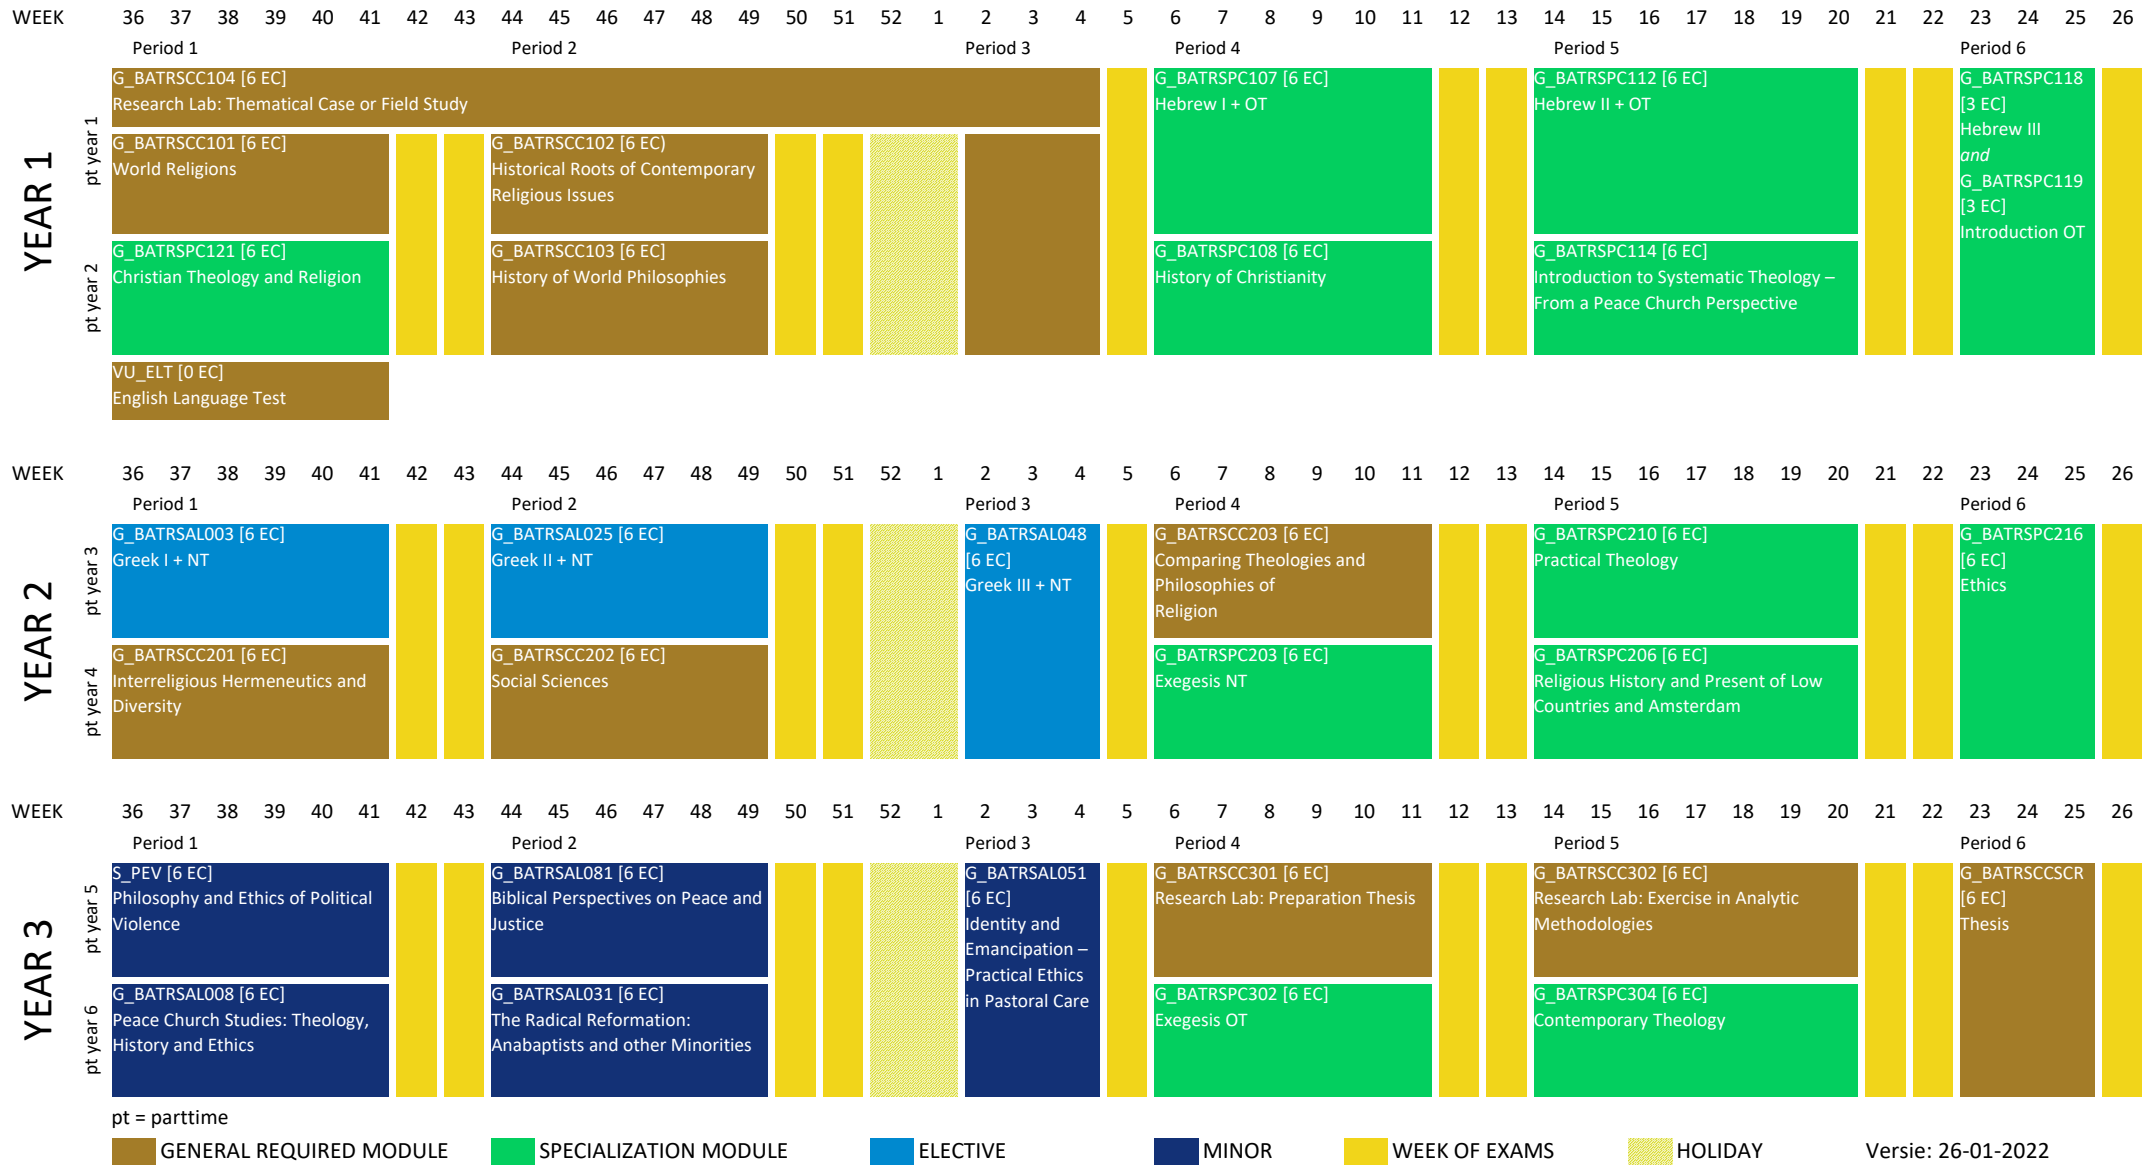 WEEK 36 37 38 39 40 41 42 43 44 45 46 47 48 49 50 51 52 1 2 3 4 5 6 7 8 9 10 11 12 13 14 15 16 17 18 19 20 21 22 23 24 25 26
Period 1 Period 2 Period 3 Period 4 Period 5 Period 6
YEAR 1
pt year 1
pt year 2
G_BATRSCC104 [6 EC]
Research Lab: Thematical Case or Field Study
G_BATRSCC101 [6 EC]
World Religions
G_BATRSCC102 [6 EC)
Historical Roots of Contemporary
Religious Issues
G_BATRSPC107 [6 EC]
Hebrew I + OT
G_BATRSPC112 [6 EC]
Hebrew II + OT
G_BATRSPC118
[3 EC]
Hebrew III
and
G_BATRSPC119
[3 EC]
Introduction OT
G_BATRSPC121 [6 EC]
Christian Theology and Religion
G_BATRSCC103 [6 EC]
History of World Philosophies
G_BATRSPC108 [6 EC]
History of Christianity
G_BATRSPC114 [6 EC]
Introduction to Systematic Theology –
From a Peace Church Perspective
VU_ELT [0 EC]
English Language Test
WEEK 36 37 38 39 40 41 42 43 44 45 46 47 48 49 50 51 52 1 2 3 4 5 6 7 8 9 10 11 12 13 14 15 16 17 18 19 20 21 22 23 24 25 26
Period 1 Period 2 Period 3 Period 4 Period 5 Period 6
YEAR 2
pt year 3
pt year 4
G_BATRSAL003 [6 EC]
Greek I + NT
G_BATRSAL025 [6 EC]
Greek II + NT
G_BATRSAL048
[6 EC]
Greek III + NT
G_BATRSCC203 [6 EC]
Comparing Theologies and
Philosophies of
Religion
G_BATRSPC210 [6 EC]
Practical Theology
G_BATRSPC216
[6 EC]
Ethics
G_BATRSCC201 [6 EC]
Interreligious Hermeneutics and
Diversity
G_BATRSCC202 [6 EC]
Social Sciences
G_BATRSPC203 [6 EC]
Exegesis NT
G_BATRSPC206 [6 EC]
Religious History and Present of Low
Countries and Amsterdam
WEEK 36 37 38 39 40 41 42 43 44 45 46 47 48 49 50 51 52 1 2 3 4 5 6 7 8 9 10 11 12 13 14 15 16 17 18 19 20 21 22 23 24 25 26
Period 1 Period 2 Period 3 Period 4 Period 5 Period 6
YEAR 3
pt year 5
pt year 6
S_PEV [6 EC]
Philosophy and Ethics of Political
Violence
G_BATRSAL081 [6 EC]
Biblical Perspectives on Peace and
Justice
G_BATRSAL051
[6 EC]
Identity and
Emancipation –
Practical Ethics
in Pastoral Care
G_BATRSCC301 [6 EC]
Research Lab: Preparation Thesis
G_BATRSCC302 [6 EC]
Research Lab: Exercise in Analytic
Methodologies
G_BATRSCCSCR
[6 EC]
Thesis
G_BATRSAL008 [6 EC]
Peace Church Studies: Theology,
History and Ethics
G_BATRSAL031 [6 EC]
The Radical Reformation:
Anabaptists and other Minorities
G_BATRSPC302 [6 EC]
Exegesis OT
G_BATRSPC304 [6 EC]
Contemporary Theology
pt = parttime
GENERAL REQUIRED MODULE SPECIALIZATION MODULE ELECTIVE MINOR WEEK OF EXAMS HOLIDAY Versie: 26-01-2022